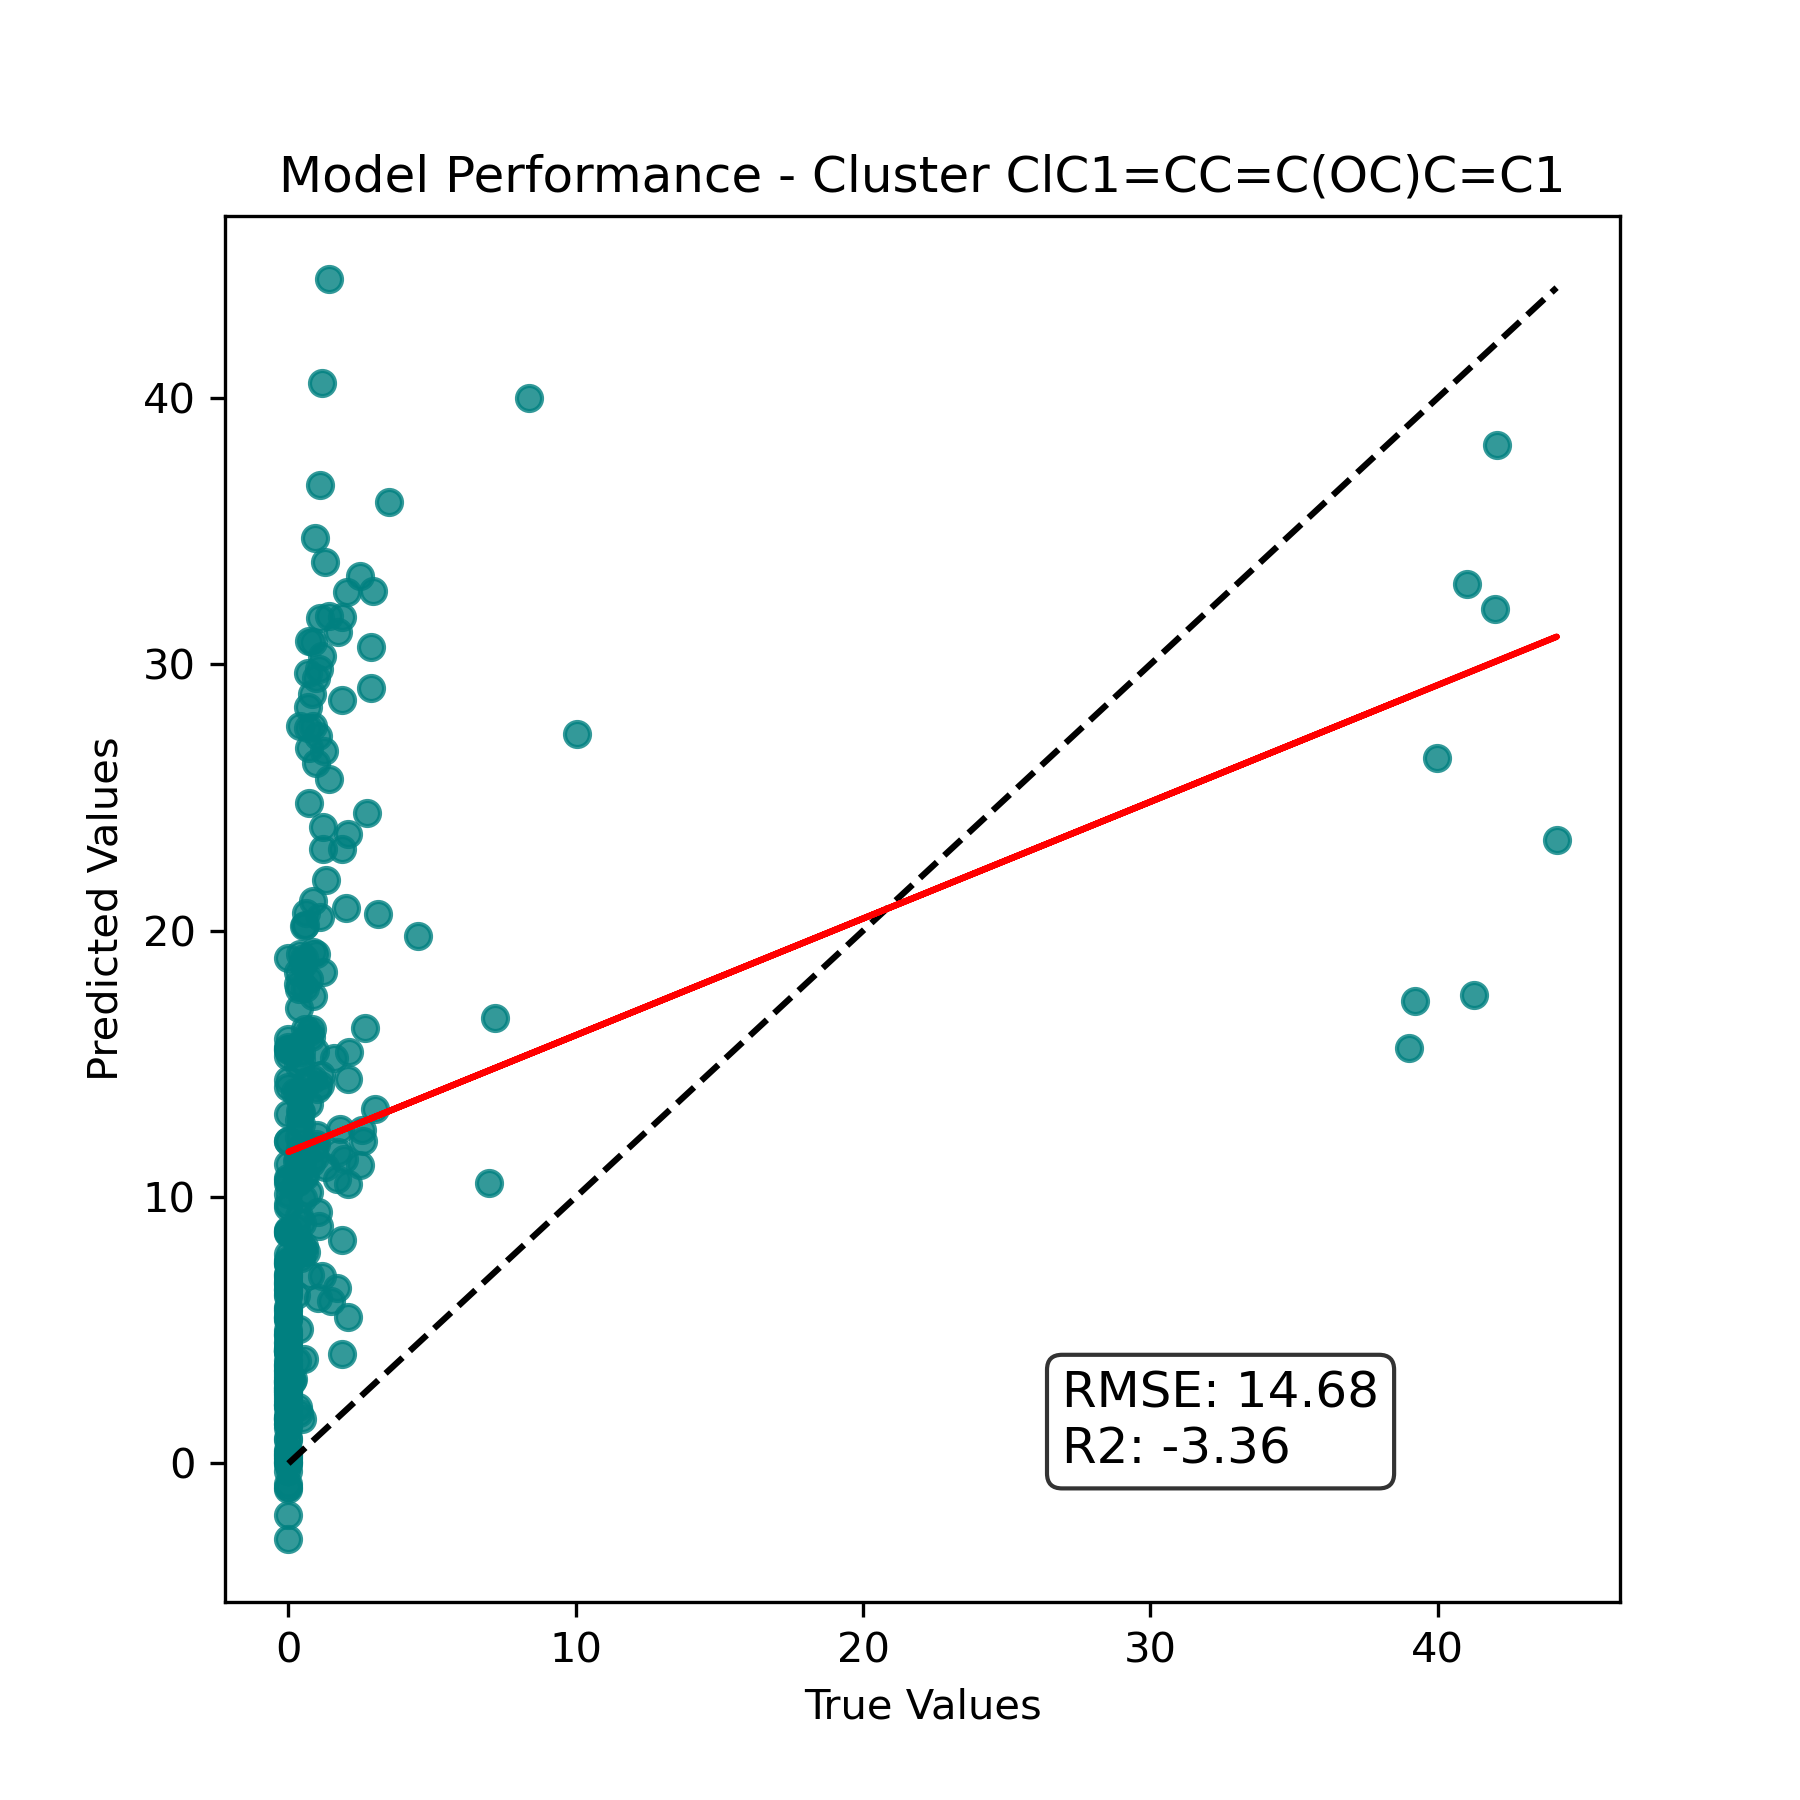 Model Performance - Cluster ClC1=CC=C(OC)C=C1
40
30
20
10
0
Predicted Values
RMSE: 14.68
R2: -3.36
0 10 20 30 40
True Values